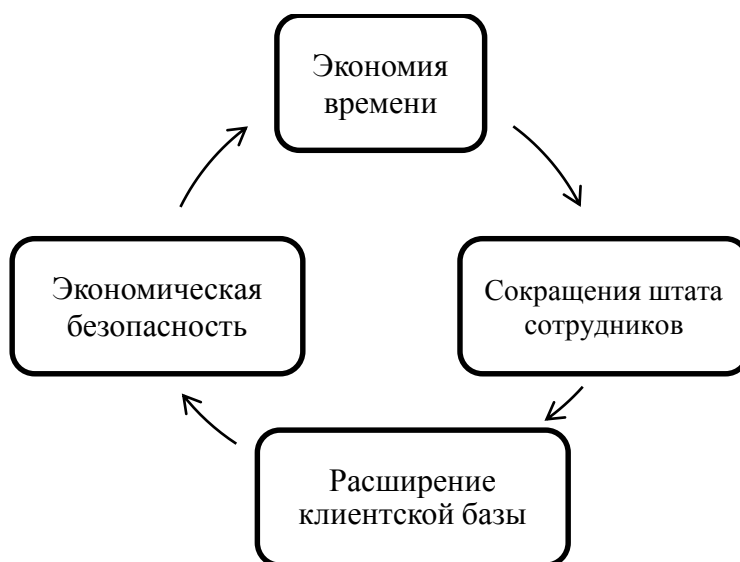 Экономия
времени
Сокращения штата
сотрудников
Расширение
клиентской базы
Экономическая
безопасность